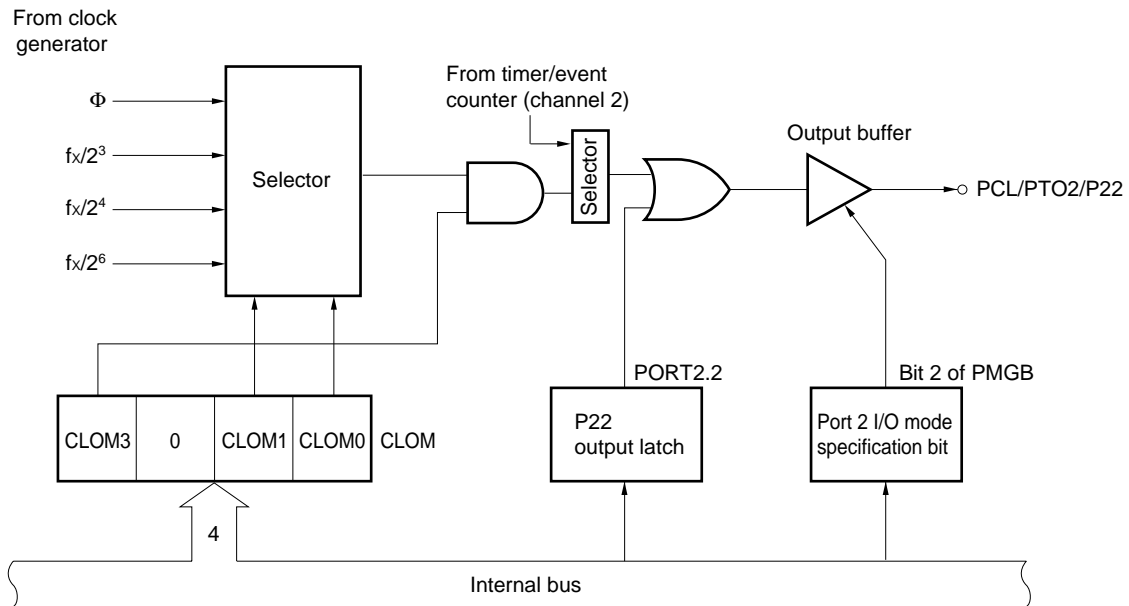 From clock
generator
Φ
fx/2³
fx/2⁴
fx/2⁶
Selector
From timer/event
counter (channel 2)
Selector
Output buffer
PCL/PTO2/P22
CLOM3
0
CLOM1
CLOM0
CLOM
PORT2.2
P22
output latch
Bit 2 of PMGB
Port 2 I/O mode
specification bit
4
Internal bus